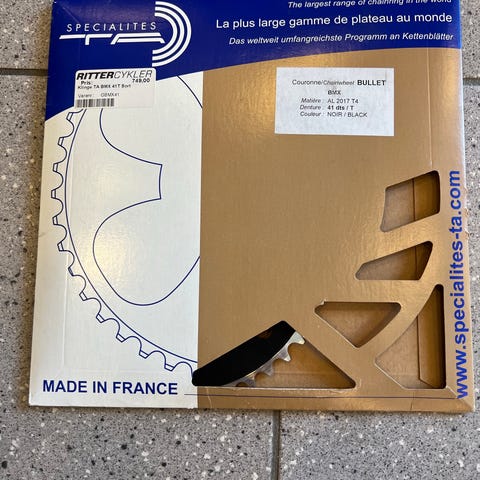 The largest range of chainring in the world
SPECIALITES
TA
La plus large gamme de plateau au monde
Das weltweit umfangreichste Programm an Kettenblätter
RITTERCYKLER
Pris: 749,00
Klinge TA BMX 41T Sort
Varenr.: CBMX41
Couronne/Chainwheel BULLET
BMX
Matière : AL 2017 T4
Denture : 41 dts / T
Couleur : NOIR / BLACK
www.specialites-ta.com
MADE IN FRANCE